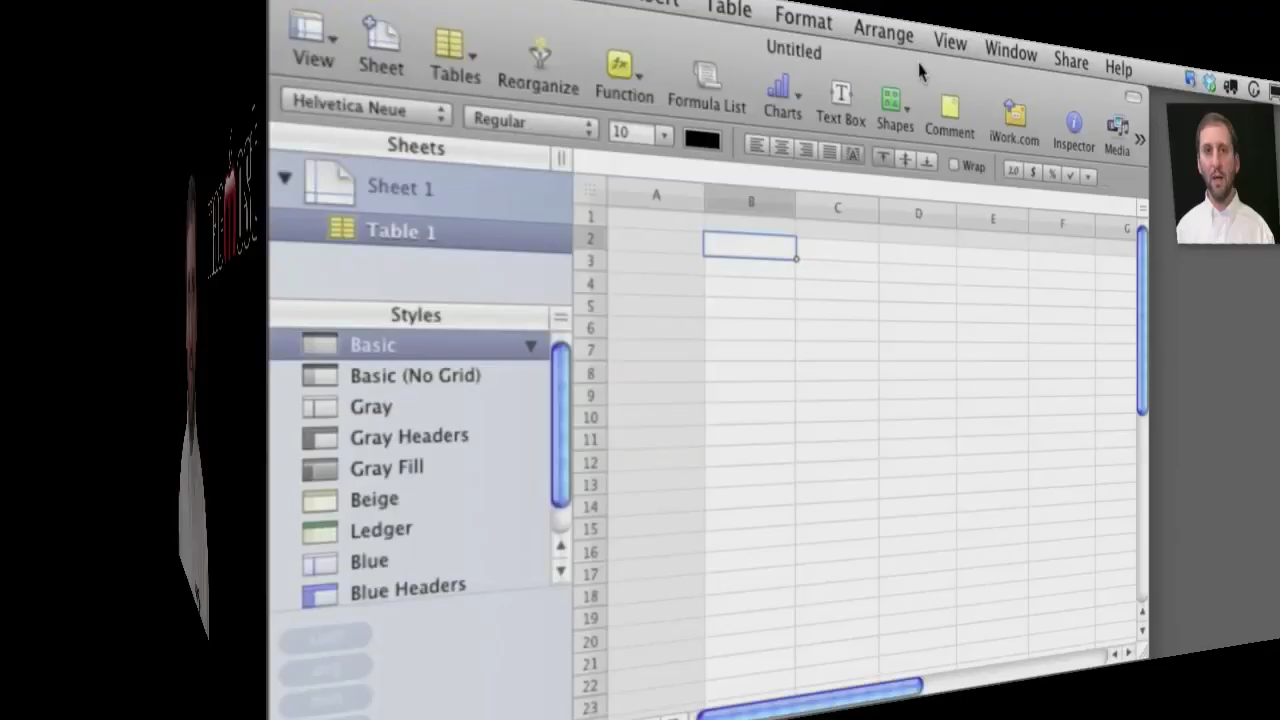 Table Format Arrange View Window Share Help
Untitled
View Sheet Tables Reorganize Function Formula List Charts Text Box Shapes Comment iWork.com Inspector Media
Helvetica Neue Regular 10 Wrap
Sheets
Sheet 1
Table 1
Styles
Basic
Basic (No Grid)
Gray
Gray Headers
Gray Fill
Beige
Ledger
Blue
Blue Headers
A B C D E F G
1
2
3
4
5
6
7
8
9
10
11
12
13
14
15
16
17
18
19
20
21
22
23